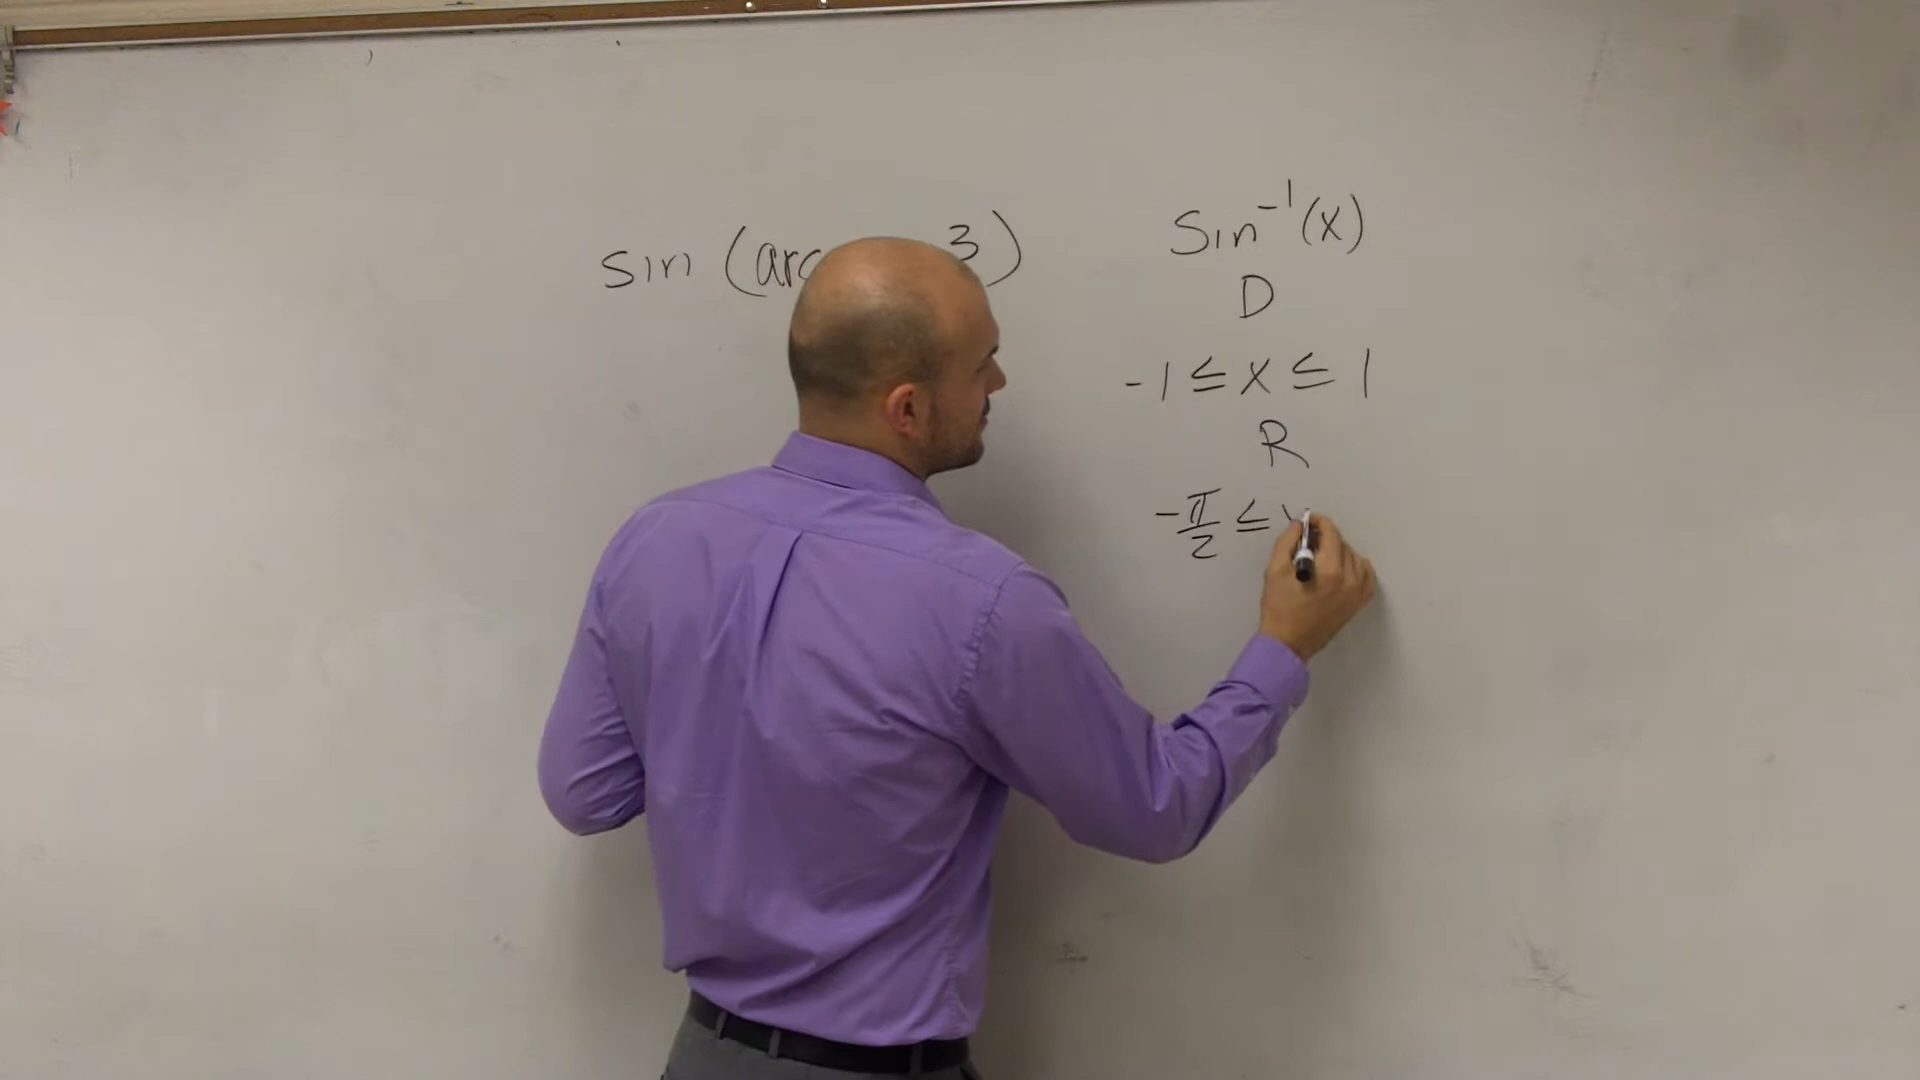 sin (arc 3)
Sin⁻¹(x)
D
-1 ≤ x ≤ 1
R
-π/2 ≤